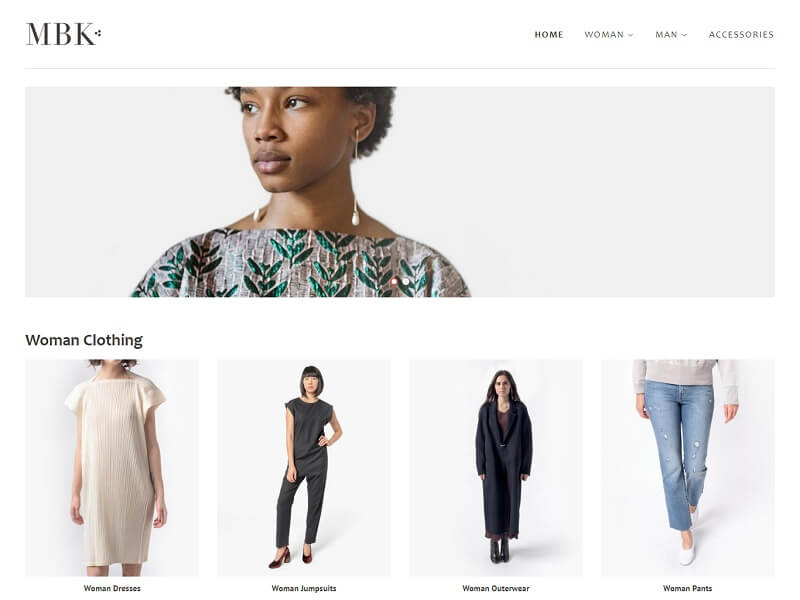 MBK
HOME WOMAN MAN ACCESSORIES
Woman Clothing
Woman Dresses
Woman Jumpsuits
Woman Outerwear
Woman Pants